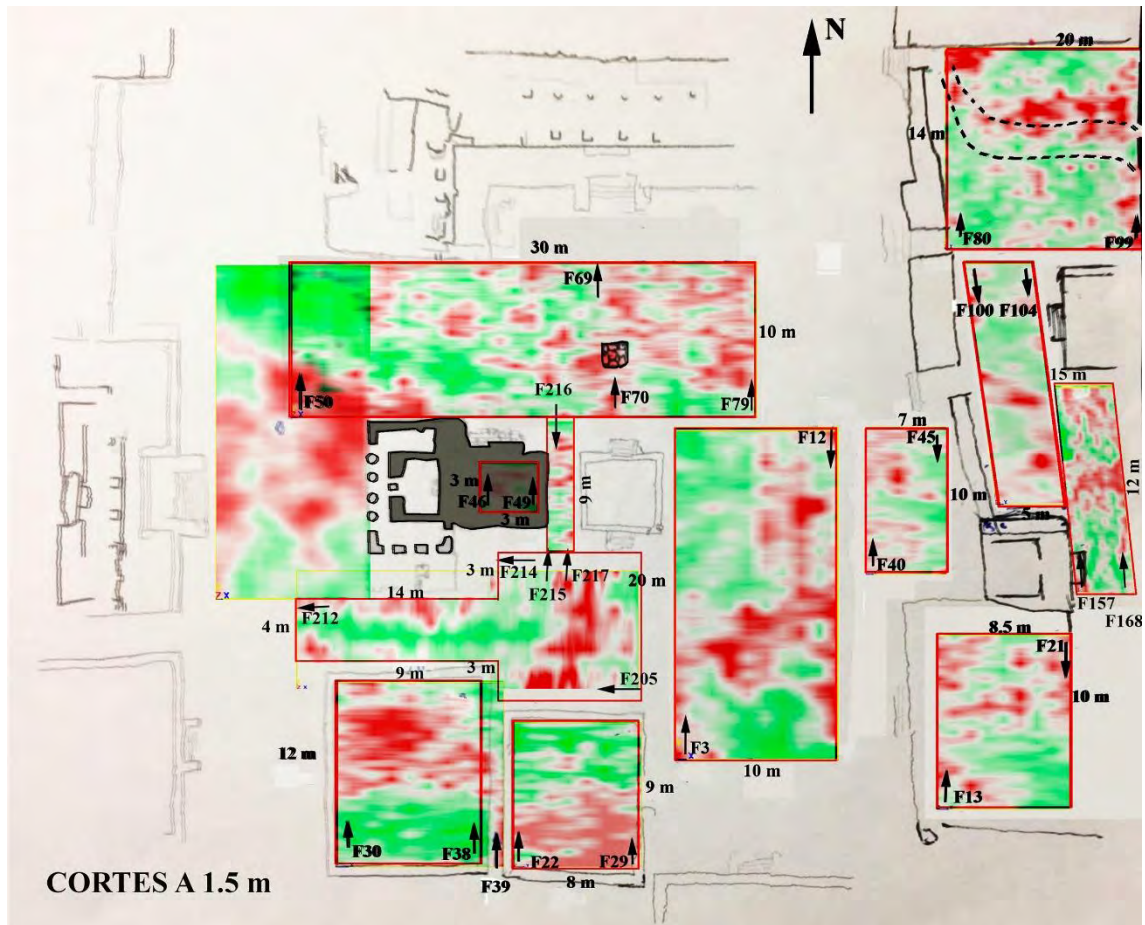 N
20 m
14 m
F80
F99
30 m
F69
10 m
F50
F70
F79
F216
F100
F104
15 m
7 m
F12
F45
3 m
F46
F49
3 m
9 m
10 m
12 m
5 m
3 m
F214
F215
F217
20 m
F40
F157
F168
14 m
F212
4 m
3 m
9 m
F205
8.5 m
F21
10 m
12 m
F3
10 m
9 m
F13
F30
F38
F39
F22
F29
8 m
CORTES A 1.5 m